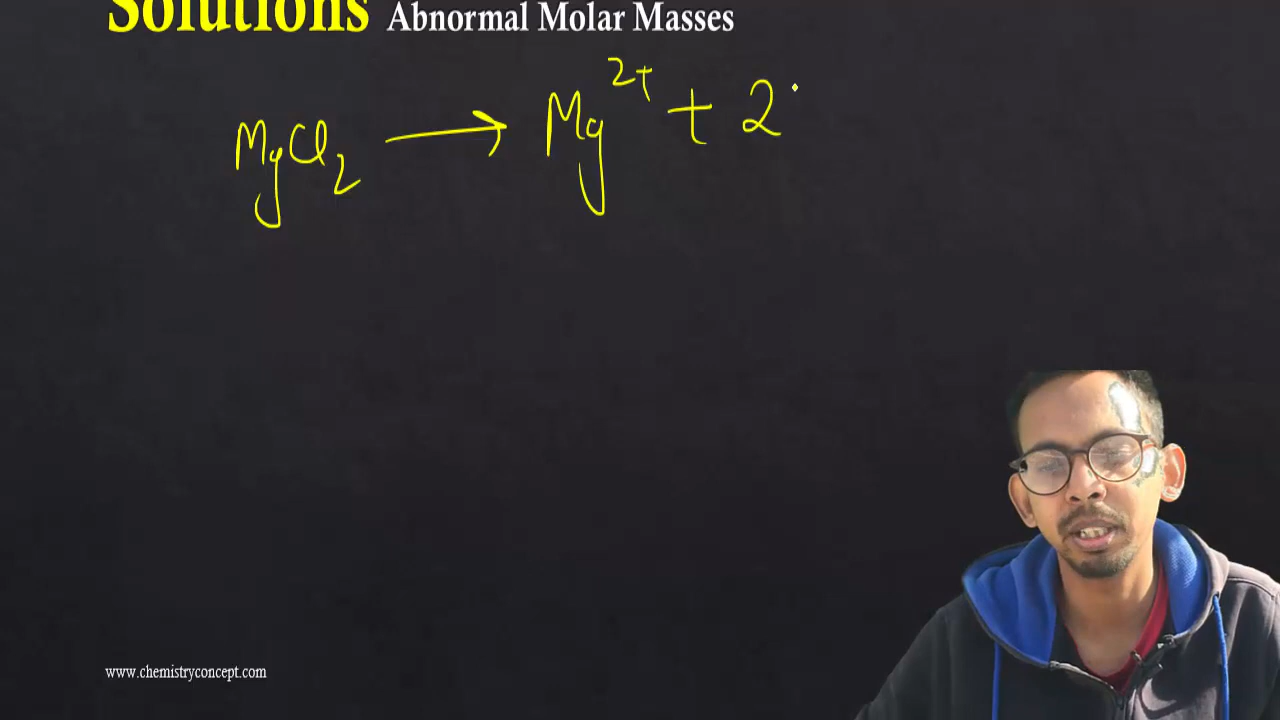 Solutions Abnormal Molar Masses
MgCl₂ ⟶ Mg²⁺ + 2
www.chemistryconcept.com